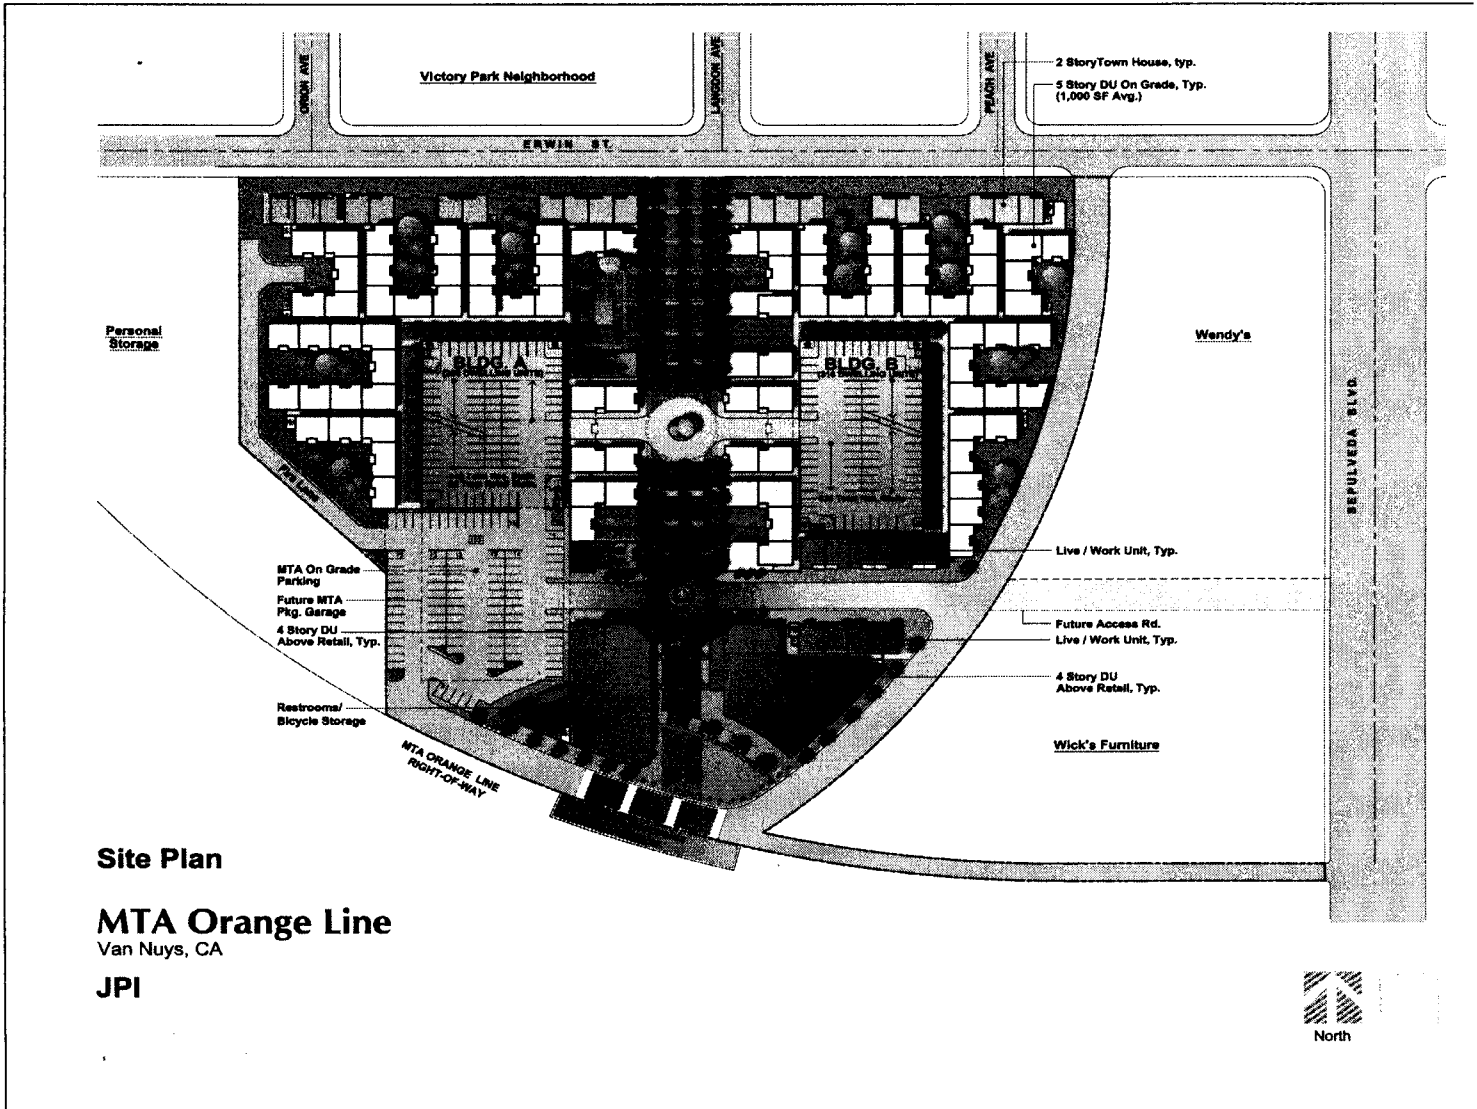 Victory Park Neighborhood
ORION AVE
LANGDON AVE
PEACH AVE
2 StoryTown House, typ.
5 Story DU On Grade, Typ.
(1,000 SF Avg.)
ERWIN ST.
Personal
Storage
Wendy's
BLDG. A
BLDG. B
SEPULVEDA BLVD.
Fire Lane
Live / Work Unit, Typ.
MTA On Grade
Parking
Future MTA
Pkg. Garage
4 Story DU
Above Retail, Typ.
Future Access Rd.
Live / Work Unit, Typ.
4 Story DU
Above Retail, Typ.
Restrooms/
Bicycle Storage
Wick's Furniture
MTA ORANGE LINE
RIGHT-OF-WAY
Site Plan
MTA Orange Line
Van Nuys, CA
JPI
North